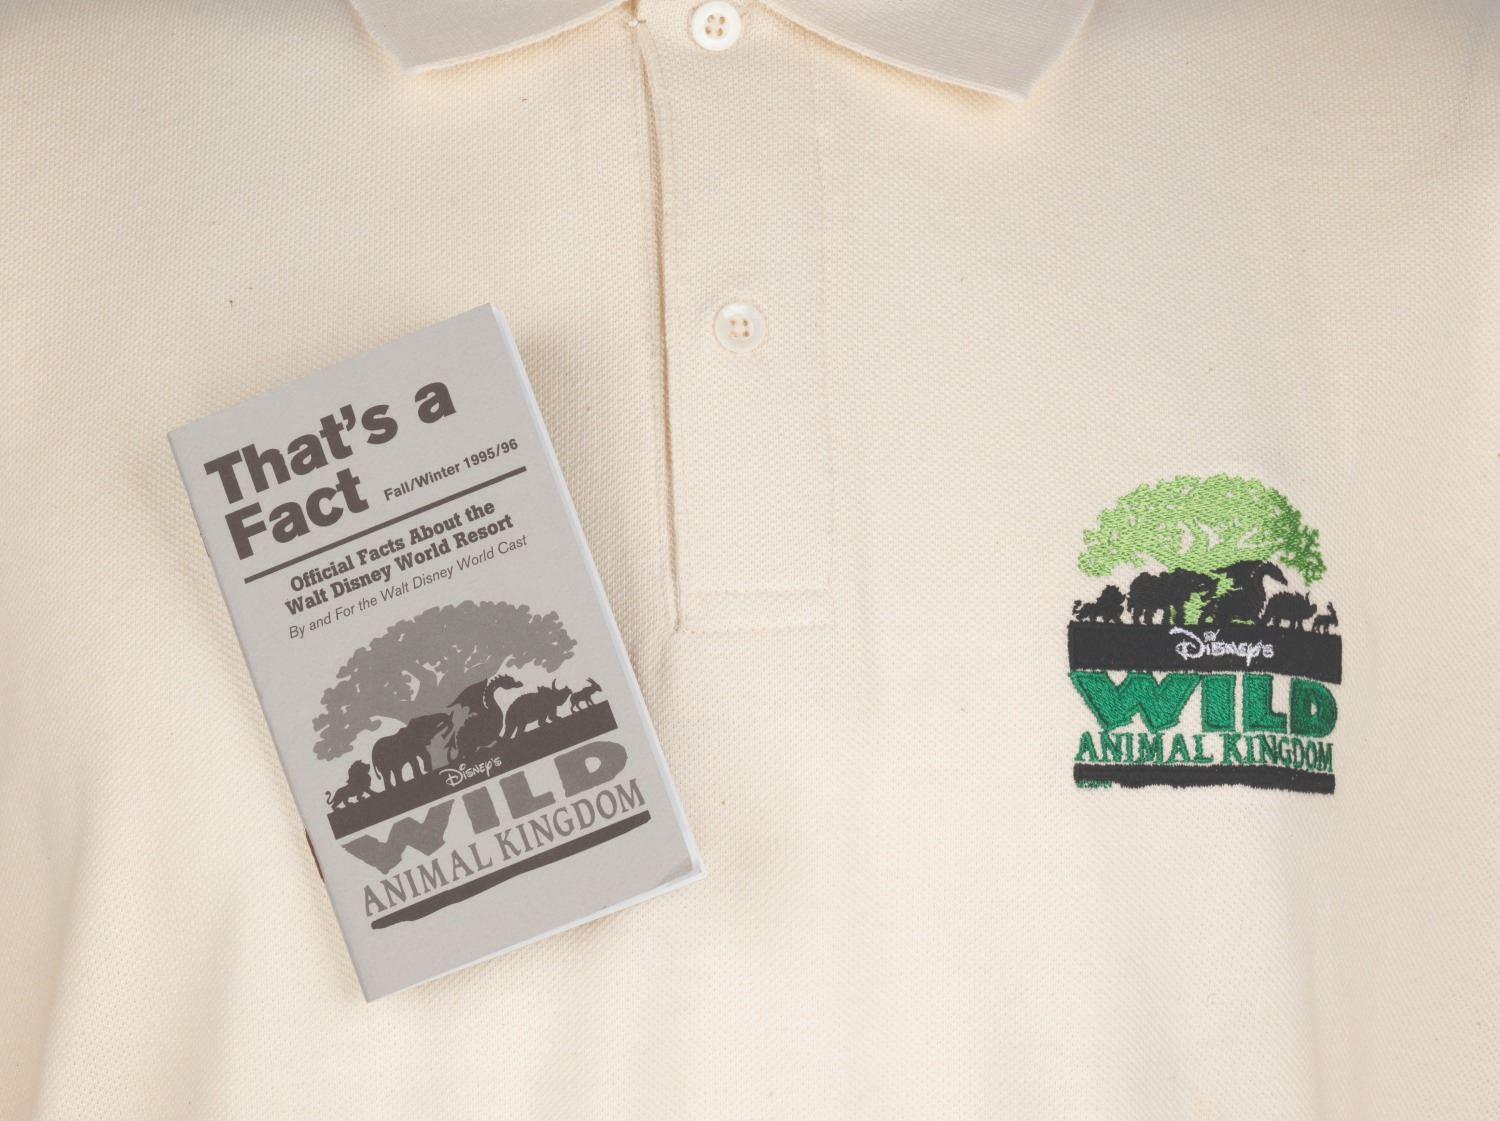 That's a
Fact Fall/Winter 1995/96
Official Facts About the
Walt Disney World Resort
By and For the Walt Disney World Cast
Disney's
WILD
ANIMAL KINGDOM
Disney's
WILD
ANIMAL KINGDOM